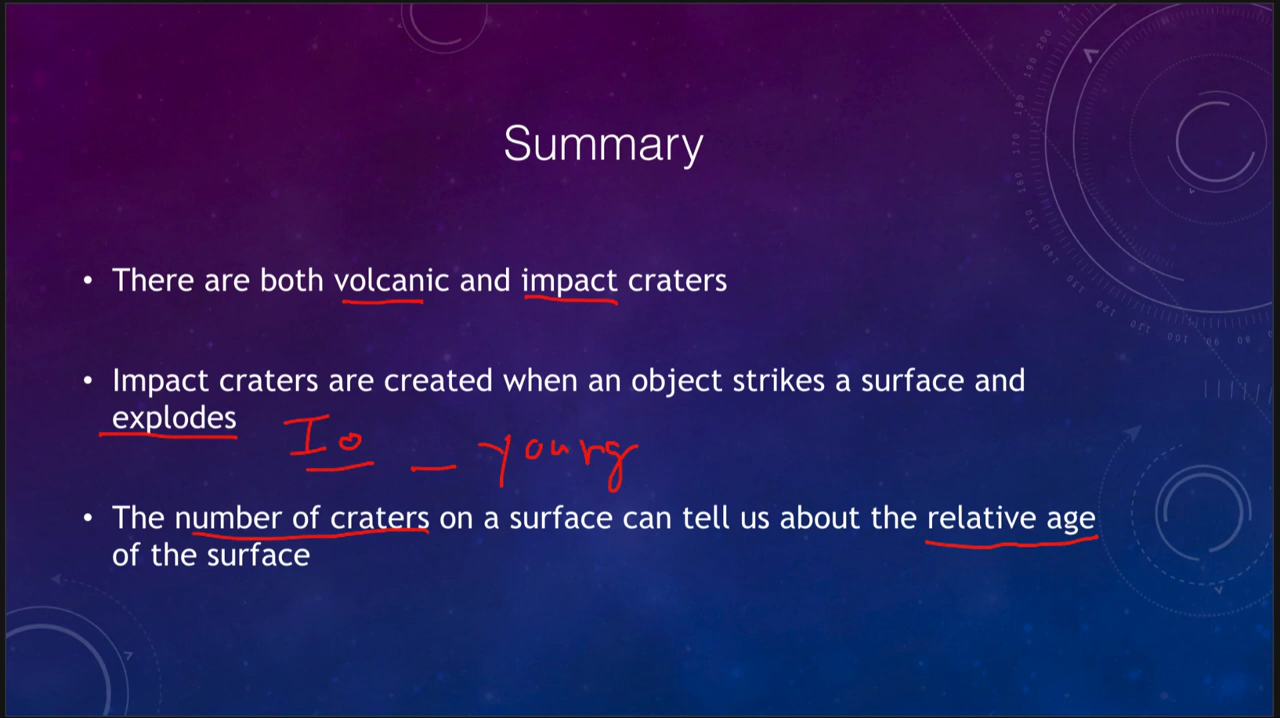 Summary
• There are both volcanic and impact craters
• Impact craters are created when an object strikes a surface and
explodes
Io - young
• The number of craters on a surface can tell us about the relative age
of the surface